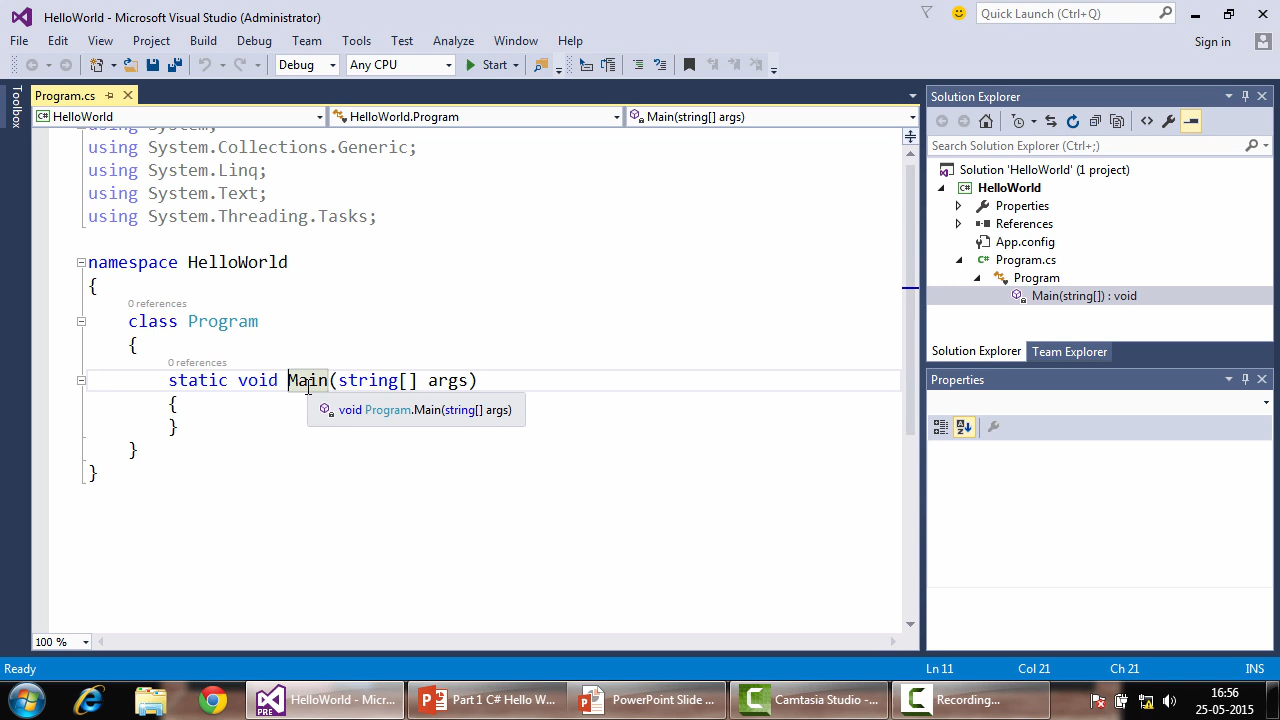 HelloWorld - Microsoft Visual Studio (Administrator)
Quick Launch (Ctrl+Q)
File Edit View Project Build Debug Team Tools Test Analyze Window Help
Sign in
Debug Any CPU Start
Toolbox
Program.cs
HelloWorld HelloWorld.Program Main(string[] args)
using System;
using System.Collections.Generic;
using System.Linq;
using System.Text;
using System.Threading.Tasks;
namespace HelloWorld
{
0 references
class Program
{
0 references
static void Main(string[] args)
{
void Program.Main(string[] args)
}
}
}
100 %
Solution Explorer
Search Solution Explorer (Ctrl+;)
Solution 'HelloWorld' (1 project)
C# HelloWorld
Properties
References
App.config
C# Program.cs
Program
Main(string[]) : void
Solution Explorer Team Explorer
Properties
Ready Ln 11 Col 21 Ch 21 INS
PRE HelloWorld - Micr... Part 1 C# Hello W... PowerPoint Slide ... Camtasia Studio -... Recording...
16:56
25-05-2015